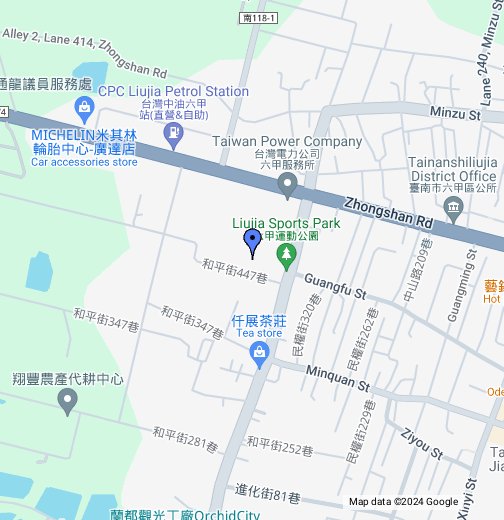 南118-1
Alley 2, Lane 414, Zhongshan Rd
Lane 240, Minzu St
通龍議員服務處
CPC Liujia Petrol Station
台灣中油六甲
站(直營&自助)
Minzu St
MICHELIN米其林
輪胎中心-廣達店
Car accessories store
Taiwan Power Company
台灣電力公司
六甲服務所
Tainanshiliujia
District Office
臺南市六甲區公所
Zhongshan Rd
Liujia Sports Park
甲運動公園
和平街447巷
Guangfu St
中山路209巷
Guangming St
Hot
和平街347巷
和平街347巷
仟展茶莊
Tea store
民權街320巷
民權街262巷
翔豐農產代耕中心
Minquan St
民權街229巷
Ode
Ziyou St
和平街281巷
和平街252巷
Ta
Jia
Xinyi St
進化街81巷
蘭都觀光工廠OrchidCity
Map data ©2024 Google